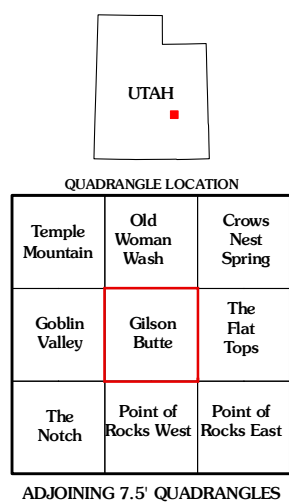 UTAH
QUADRANGLE LOCATION
Temple
Mountain
Old
Woman
Wash
Crows
Nest
Spring
Goblin
Valley
Gilson
Butte
The
Flat
Tops
The
Notch
Point of
Rocks West
Point of
Rocks East
ADJOINING 7.5' QUADRANGLES